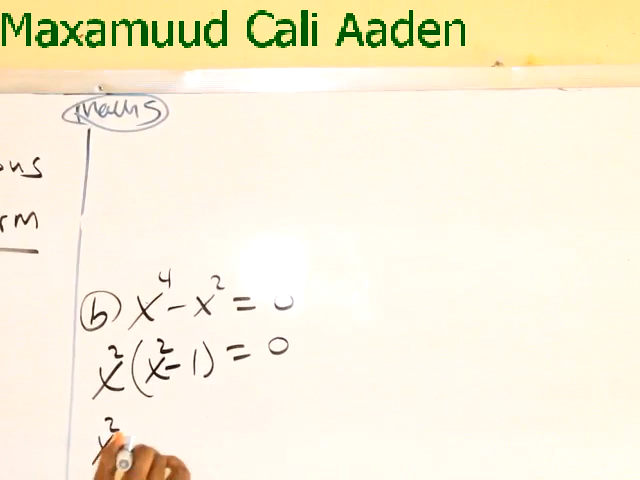 Maxamuud Cali Aaden
Maths
ons
rm
b) x⁴ - x² = 0
x²(x² - 1) = 0
x²